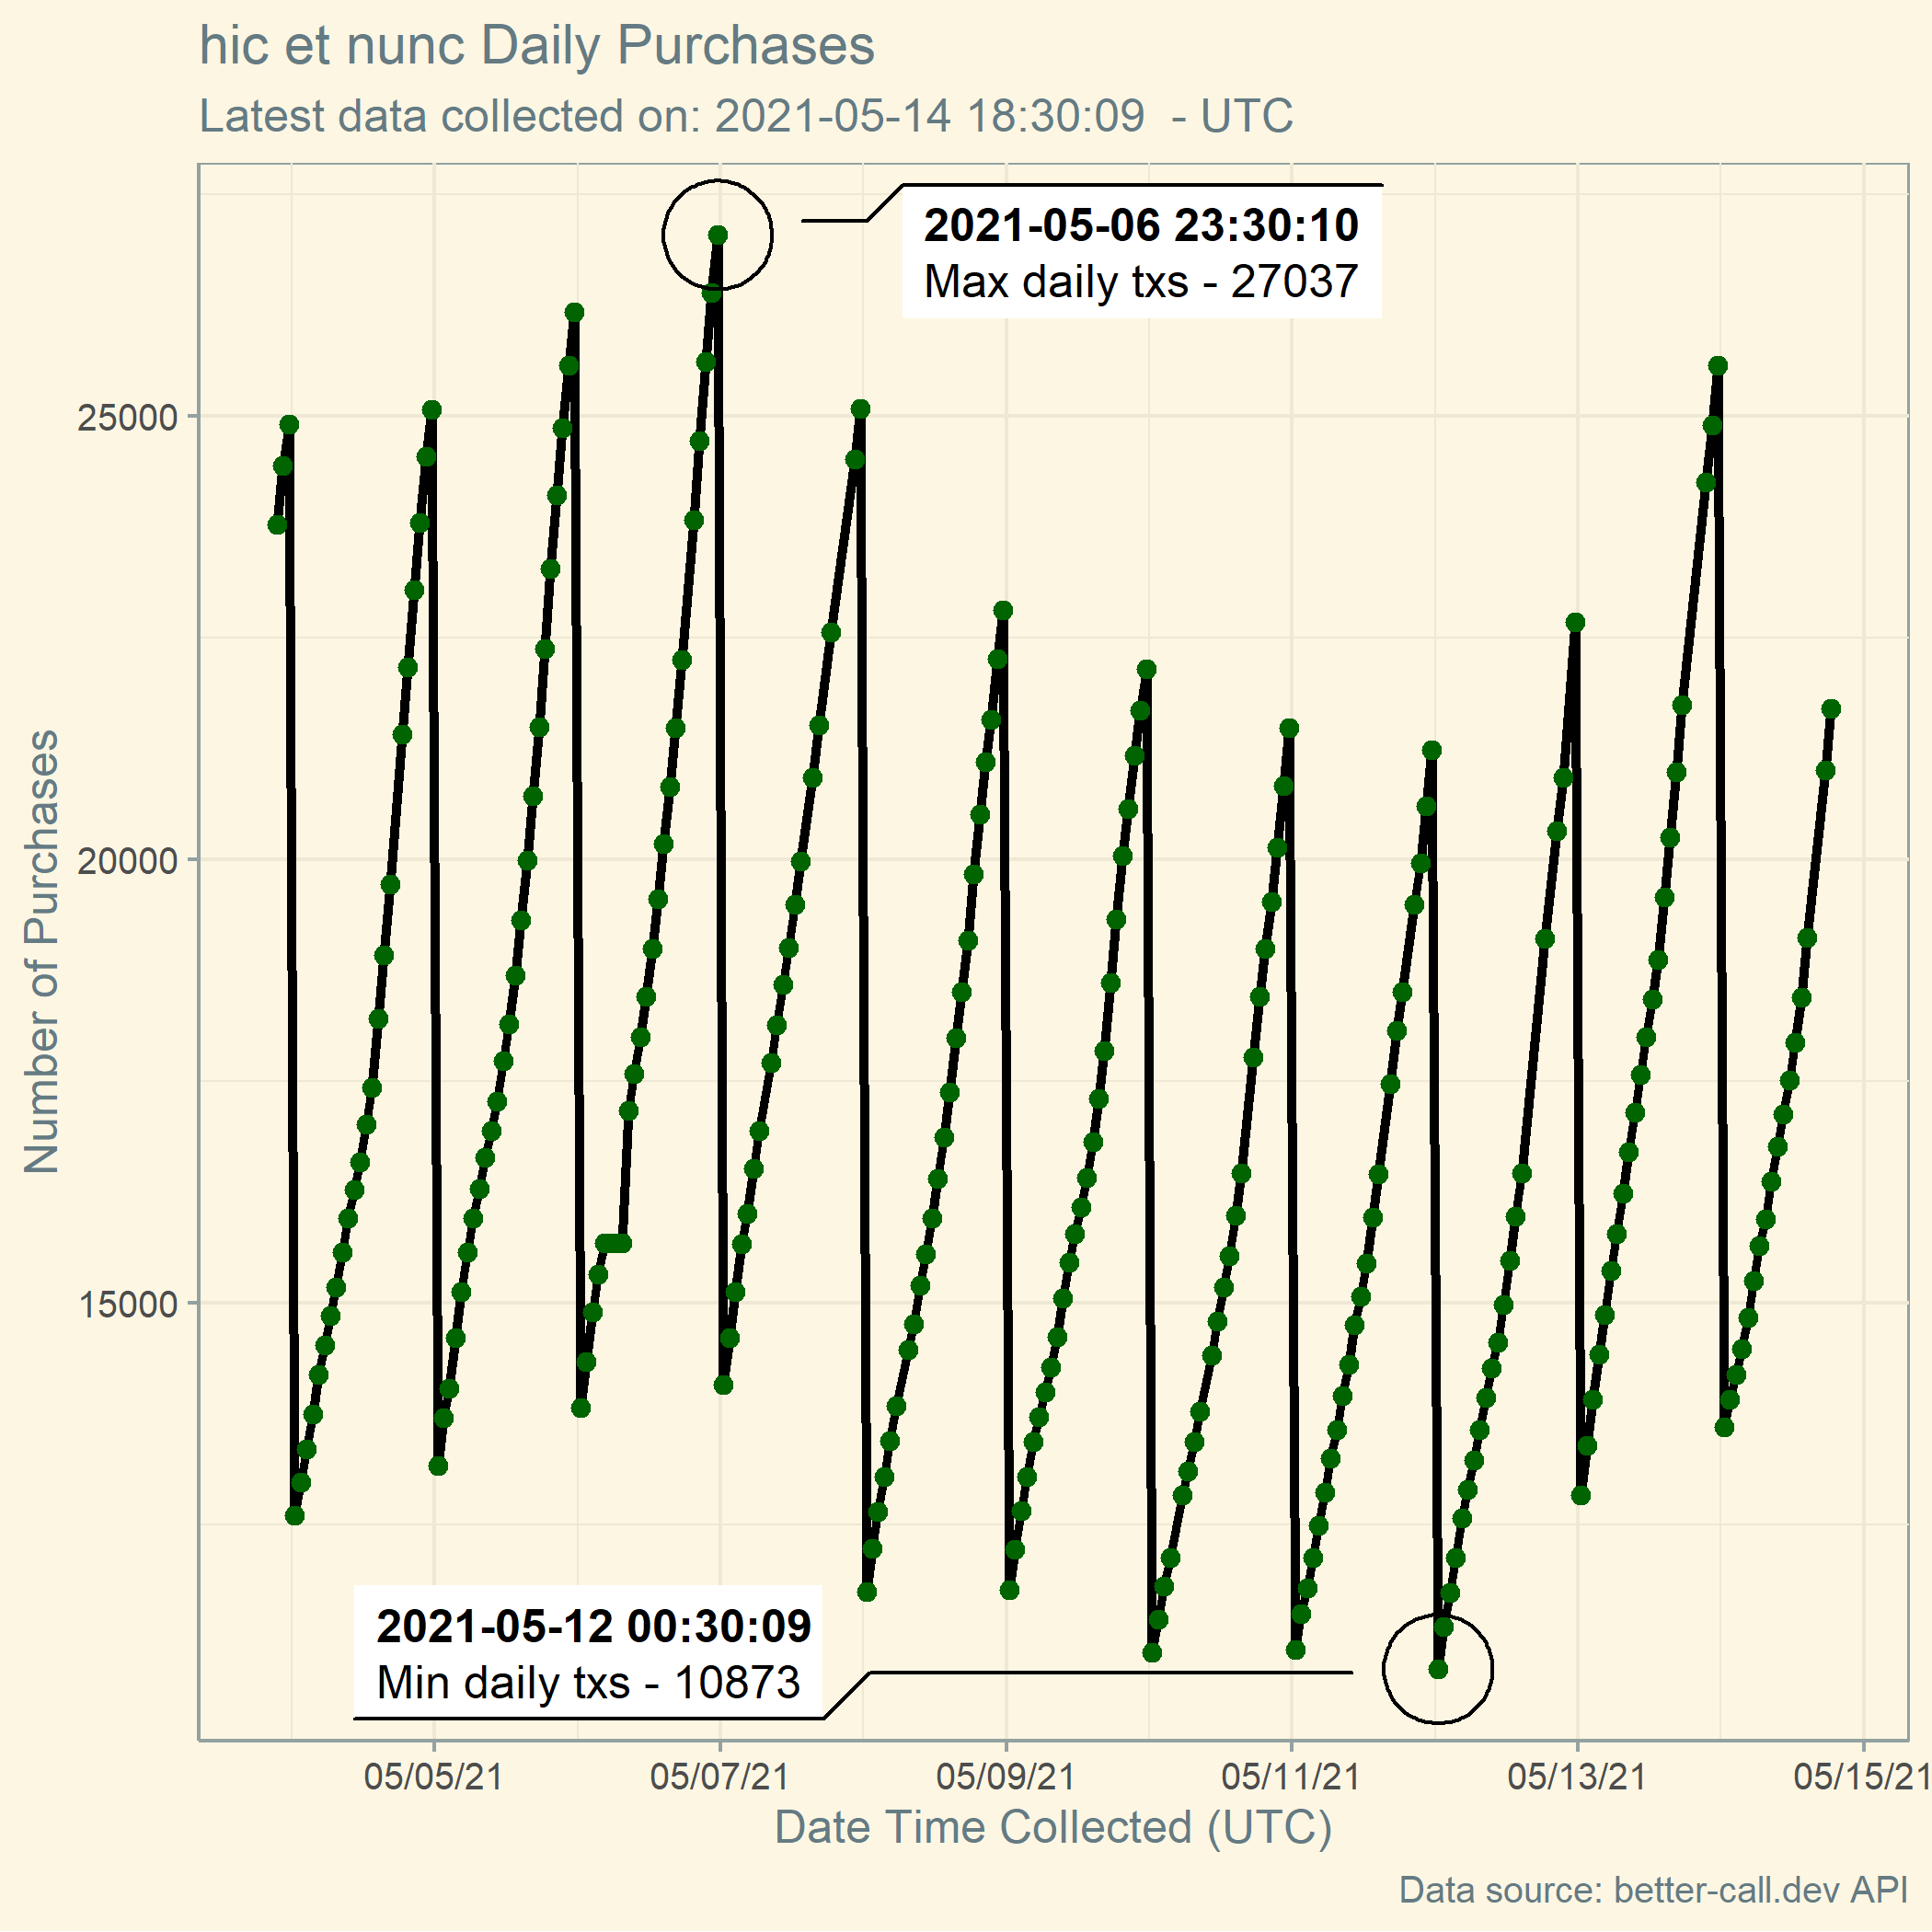 hic et nunc Daily Purchases
Latest data collected on: 2021-05-14 18:30:09  - UTC
2021-05-06 23:30:10
Max daily txs - 27037
25000
20000
15000
Number of Purchases
2021-05-12 00:30:09
Min daily txs - 10873
05/05/21 05/07/21 05/09/21 05/11/21 05/13/21 05/15/21
Date Time Collected (UTC)
Data source: better-call.dev API